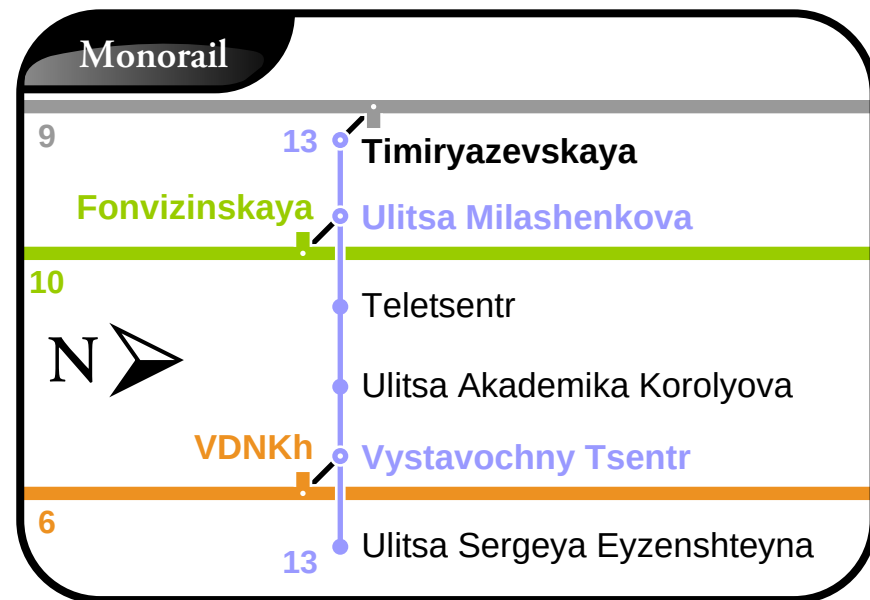 Monorail
9
13
Timiryazevskaya
Fonvizinskaya
Ulitsa Milashenkova
10
Teletsentr
N
Ulitsa Akademika Korolyova
VDNKh
Vystavochny Tsentr
6
Ulitsa Sergeya Eyzenshteyna
13